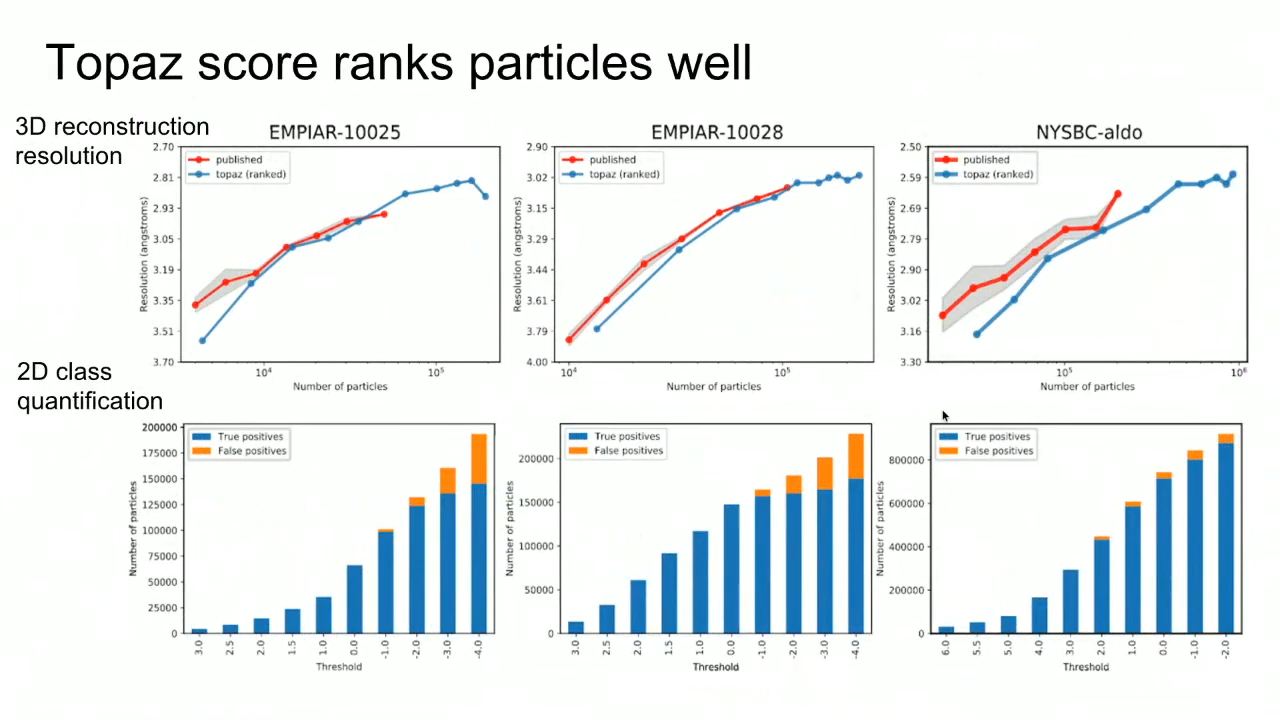 Topaz score ranks particles well
3D reconstruction
resolution
EMPIAR-10025
published
topaz (ranked)
2.70
2.81
2.93
3.05
3.19
3.35
3.51
3.70
Resolution (angstroms)
10⁴
10⁵
Number of particles
EMPIAR-10028
published
topaz (ranked)
2.90
3.02
3.15
3.29
3.44
3.61
3.79
4.00
Resolution (angstroms)
10⁴
10⁵
Number of particles
NYSBC-aldo
published
topaz (ranked)
2.50
2.59
2.69
2.79
2.90
3.02
3.16
3.30
Resolution (angstroms)
10⁵
10⁶
Number of particles
2D class
quantification
True positives
False positives
200000
175000
150000
125000
100000
75000
50000
25000
0
Number of particles
3.0
2.5
2.0
1.5
1.0
0.0
-1.0
-2.0
-3.0
-4.0
Threshold
True positives
False positives
200000
150000
100000
50000
0
Number of particles
3.0
2.5
2.0
1.5
1.0
0.0
-1.0
-2.0
-3.0
-4.0
Threshold
True positives
False positives
800000
600000
400000
200000
0
Number of particles
6.0
5.5
5.0
4.0
3.0
2.0
1.0
0.0
-1.0
-2.0
Threshold